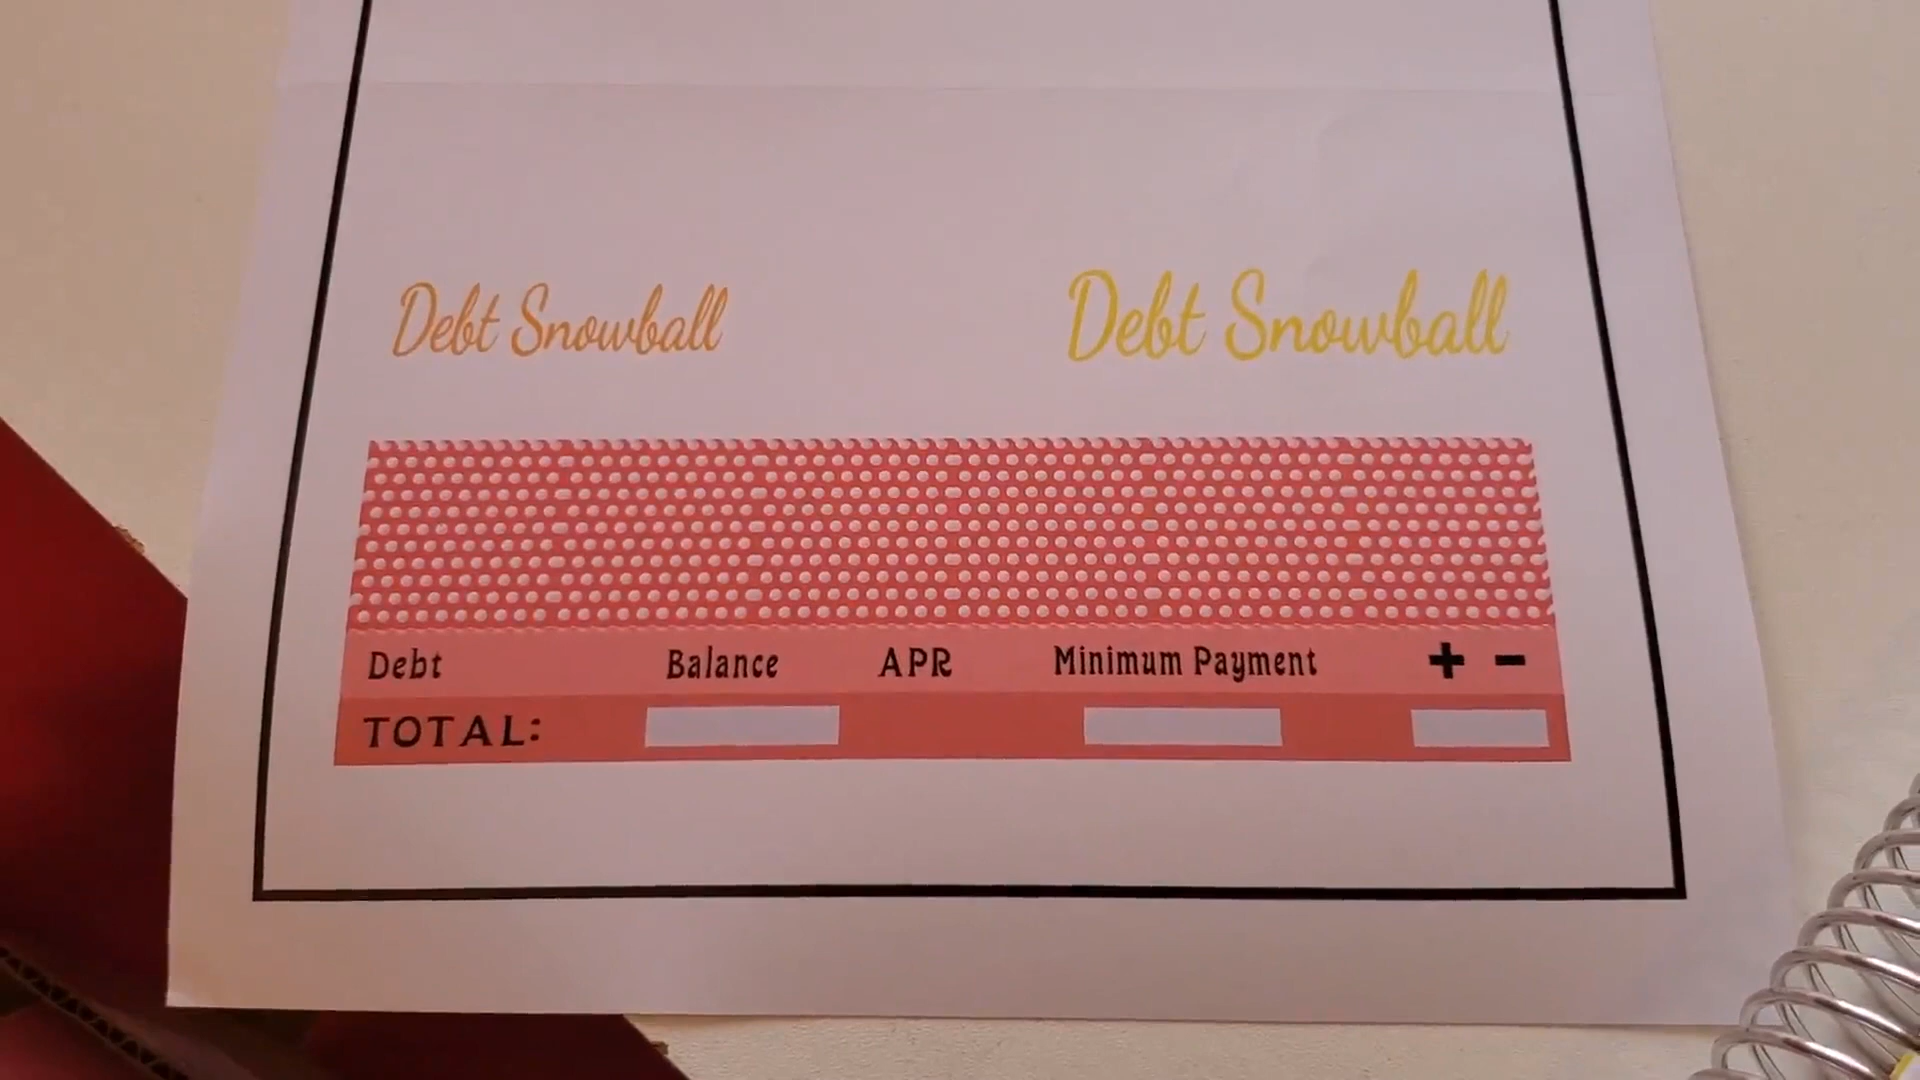 Debt Snowball Debt Snowball
Debt Balance APR Minimum Payment + -
TOTAL: